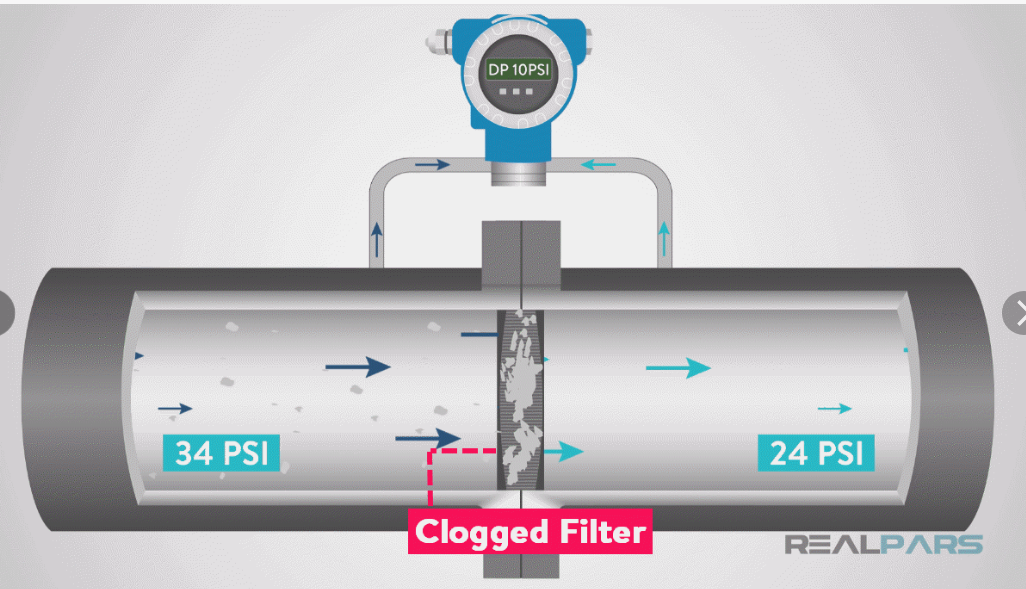 DP 10PSI
34 PSI
24 PSI
Clogged Filter
REALPARS